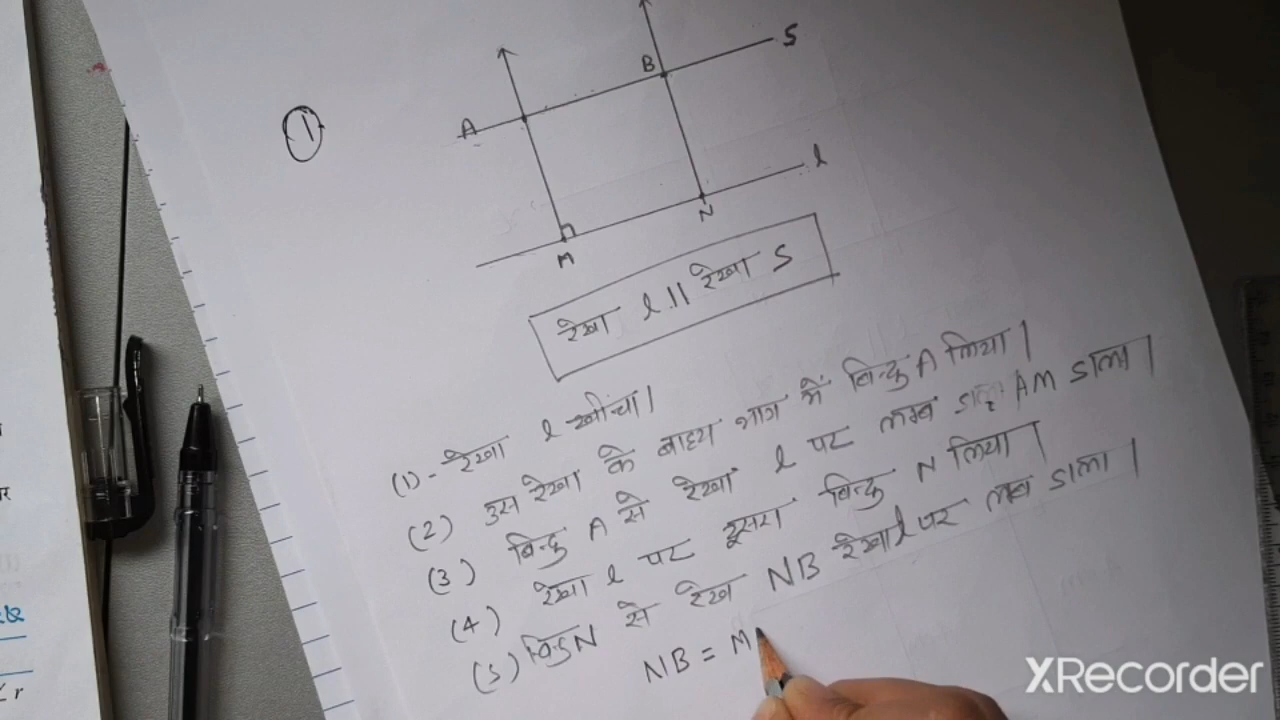 1
S
B
A
l
N
M
रेखा l || रेखा S
(1) - रेखा l खींचा।
(2) उस रेखा के बाह्य भाग में बिन्दु A लिया।
(3) बिन्दु A से रेखा l पर लम्ब AM डाला।
(4) रेखा l पर दूसरा बिन्दु N लिया।
(5) बिन्दु N से रेख NB रेखा l पर लम्ब डाला।
NB = M
XRecorder